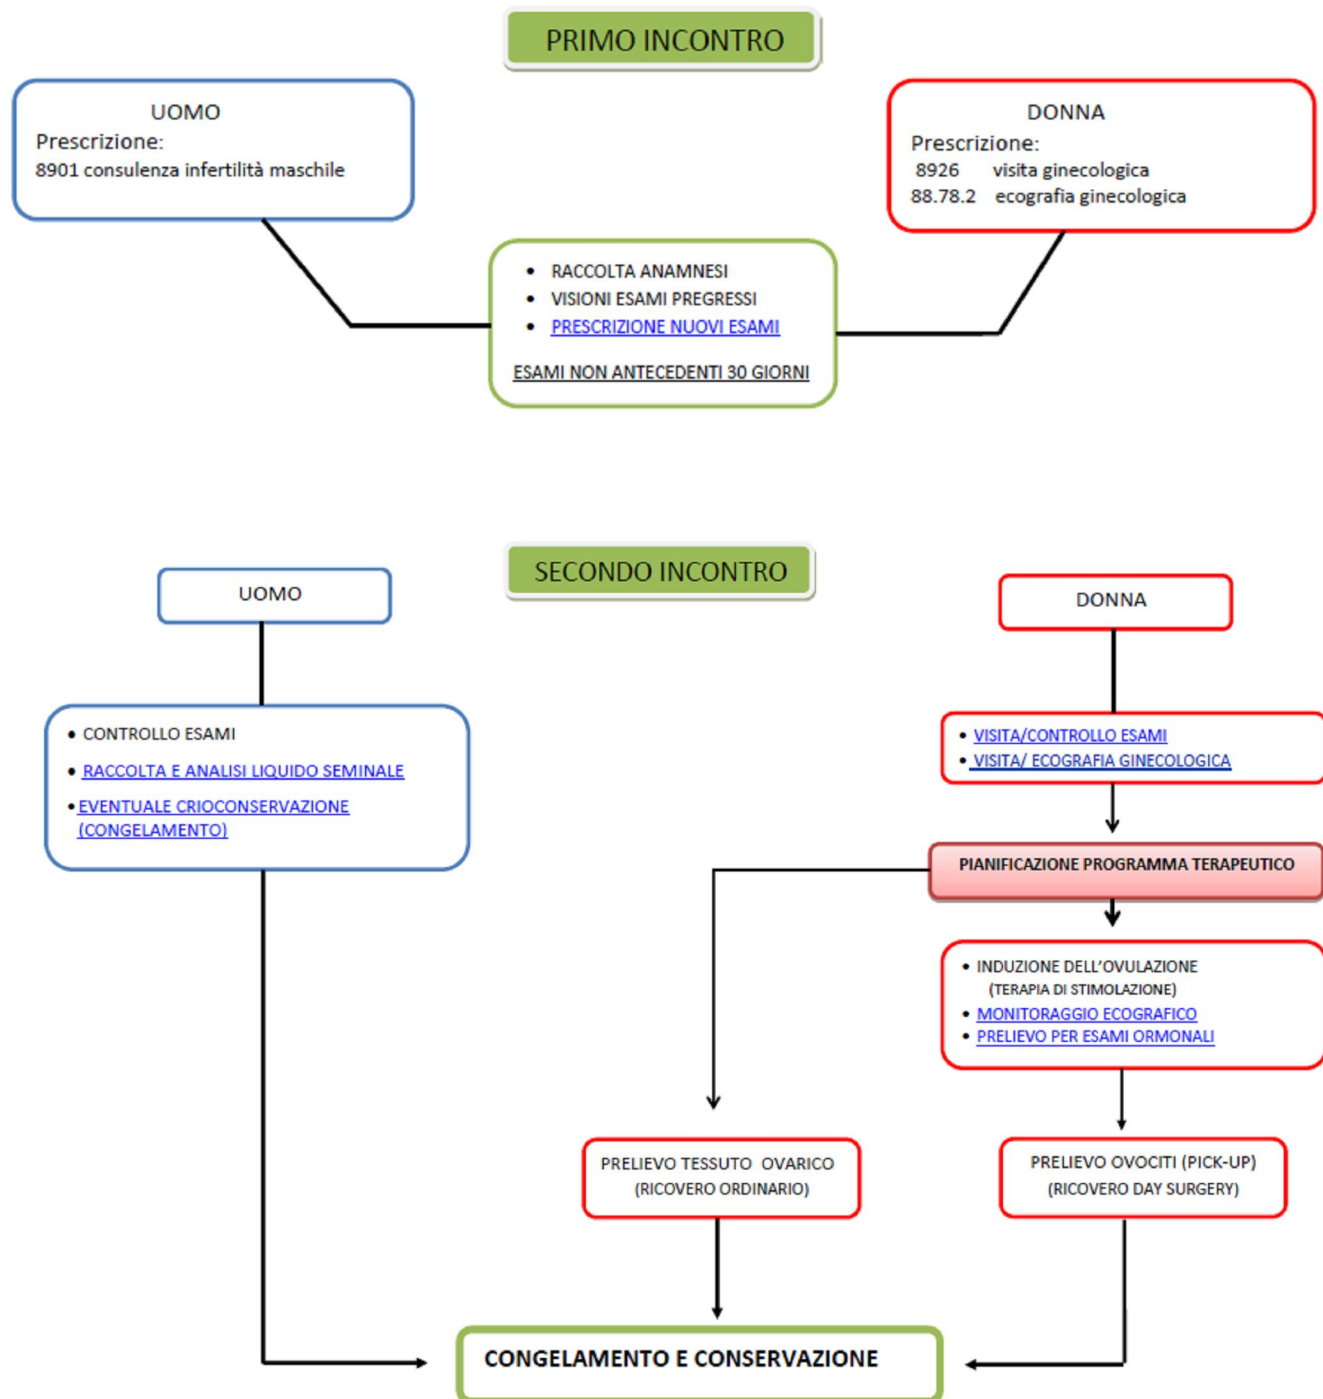 PRIMO INCONTRO
UOMO
Prescrizione:
8901 consulenza infertilità maschile
DONNA
Prescrizione:
8926 visita ginecologica
88.78.2 ecografia ginecologica
• RACCOLTA ANAMNESI
• VISIONI ESAMI PREGRESSI
• PRESCRIZIONE NUOVI ESAMI
ESAMI NON ANTECEDENTI 30 GIORNI
SECONDO INCONTRO
UOMO
• CONTROLLO ESAMI
• RACCOLTA E ANALISI LIQUIDO SEMINALE
• EVENTUALE CRIOCONSERVAZIONE
(CONGELAMENTO)
DONNA
• VISITA/CONTROLLO ESAMI
• VISITA/ ECOGRAFIA GINECOLOGICA
PIANIFICAZIONE PROGRAMMA TERAPEUTICO
• INDUZIONE DELL'OVULAZIONE
(TERAPIA DI STIMOLAZIONE)
• MONITORAGGIO ECOGRAFICO
• PRELIEVO PER ESAMI ORMONALI
PRELIEVO TESSUTO OVARICO
(RICOVERO ORDINARIO)
PRELIEVO OVOCITI (PICK-UP)
(RICOVERO DAY SURGERY)
CONGELAMENTO E CONSERVAZIONE